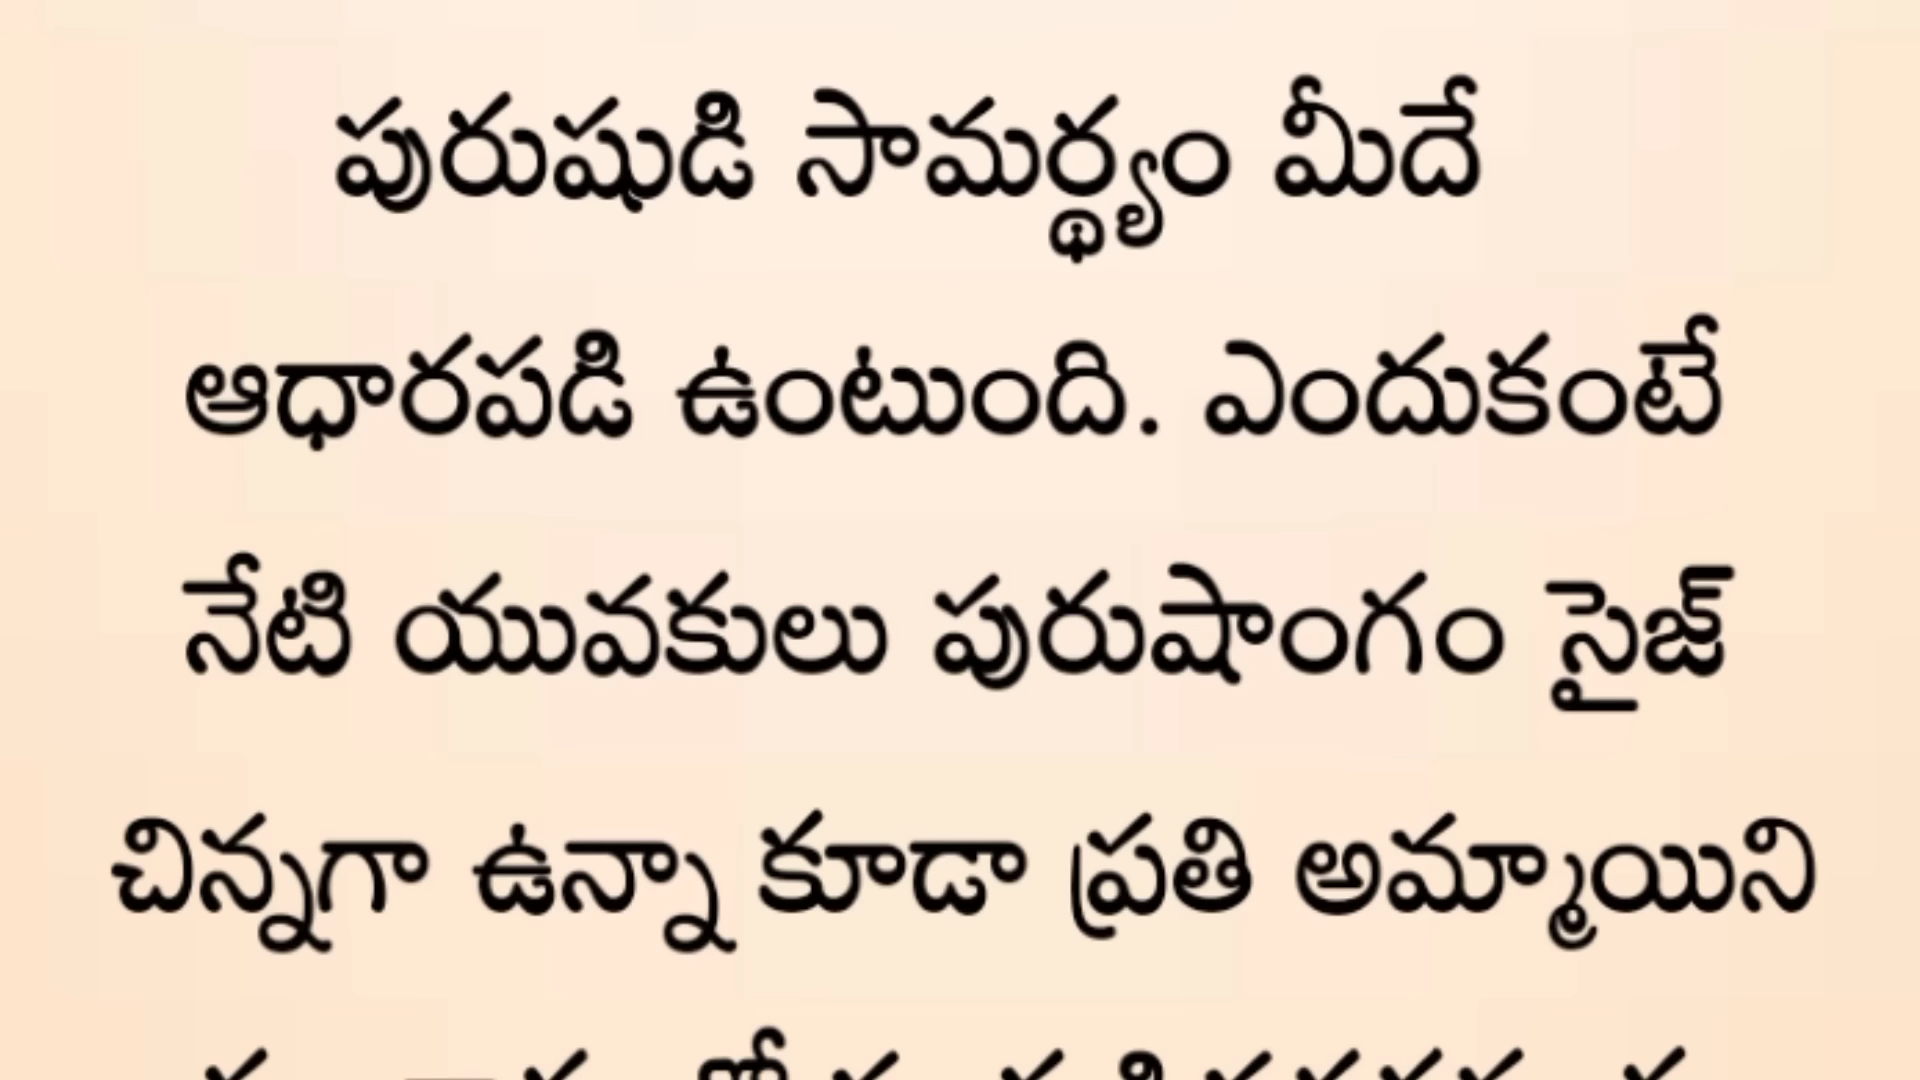 పురుషుడి సామర్థ్యం మీదే
ఆధారపడి ఉంటుంది. ఎందుకంటే
నేటి యువకులు పురుషాంగం సైజ్
చిన్నగా ఉన్నా కూడా ప్రతి అమ్మాయిని